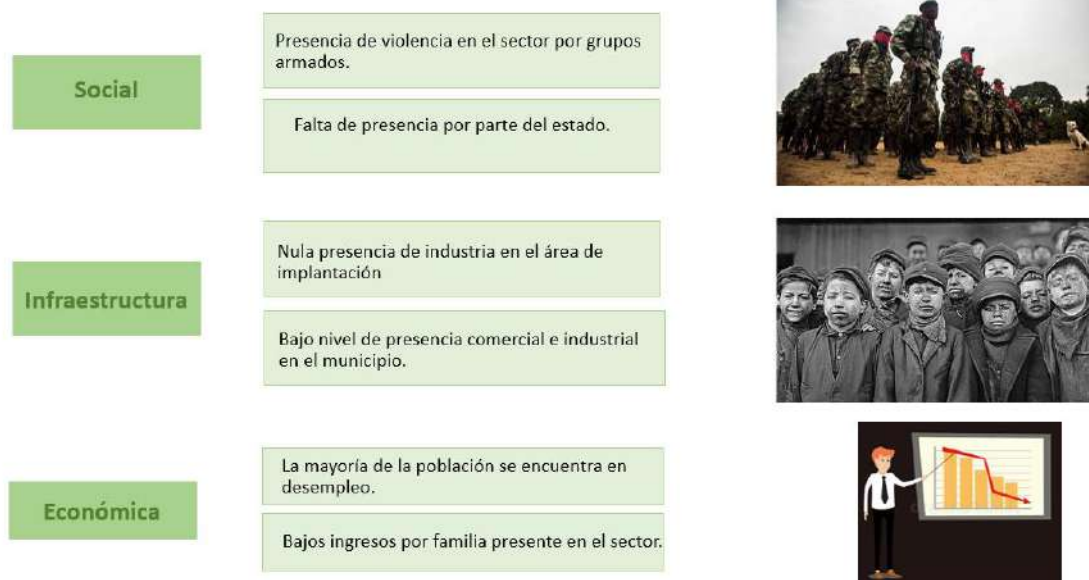 Social
Presencia de violencia en el sector por grupos
armados.
Falta de presencia por parte del estado.
Infraestructura
Nula presencia de industria en el área de
implantación
Bajo nivel de presencia comercial e industrial
en el municipio.
Económica
La mayoría de la población se encuentra en
desempleo.
Bajos ingresos por familia presente en el sector.